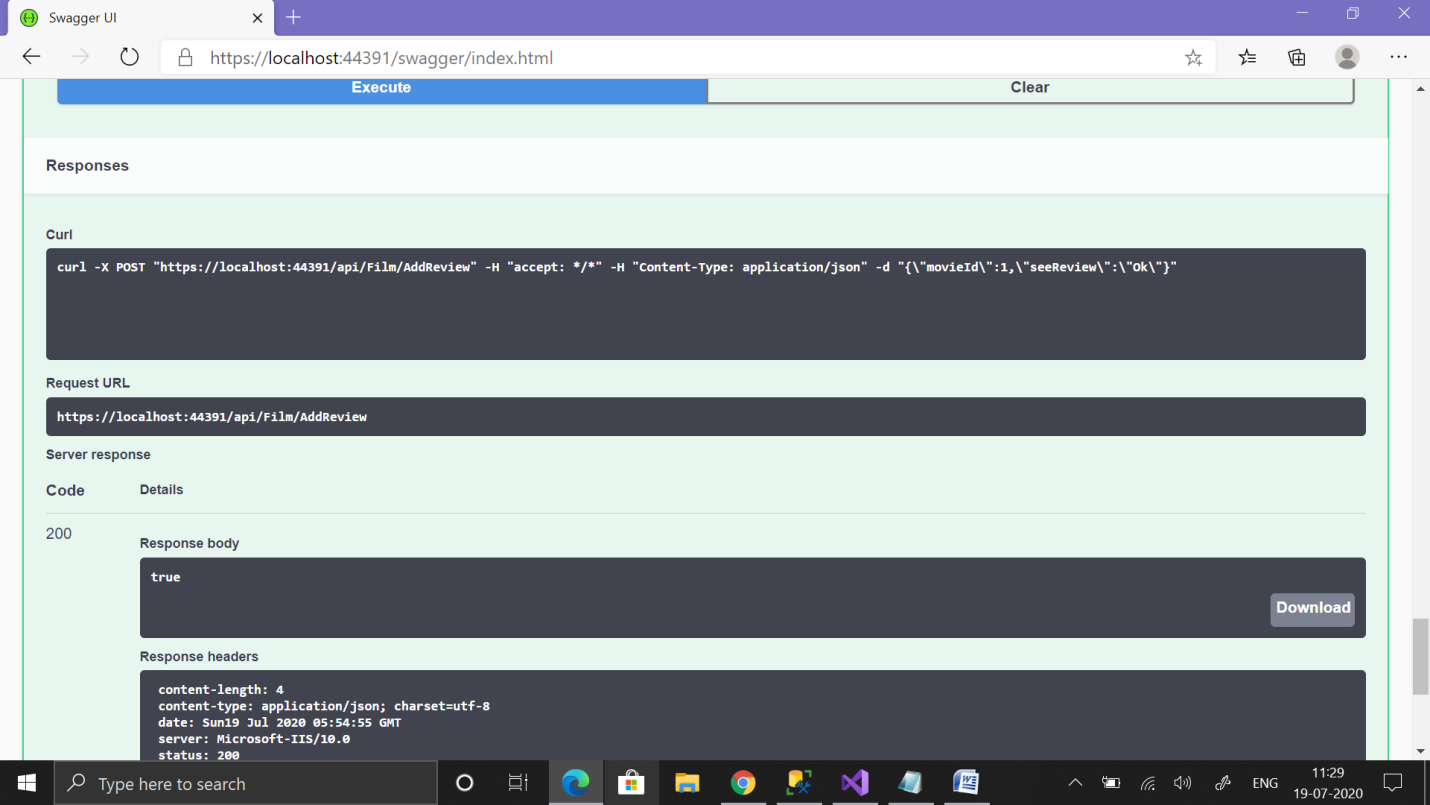 Swagger UI
https://localhost:44391/swagger/index.html
Execute
Clear
Responses
Curl
curl -X POST "https://localhost:44391/api/Film/AddReview" -H "accept: */*" -H "Content-Type: application/json" -d "{\"movieId\":1,\"seeReview\":\"Ok\"}"
Request URL
https://localhost:44391/api/Film/AddReview
Server response
Code Details
200
Response body
true
Download
Response headers
content-length: 4
content-type: application/json; charset=utf-8
date: Sun19 Jul 2020 05:54:55 GMT
server: Microsoft-IIS/10.0
status: 200
Type here to search
ENG
11:29
19-07-2020